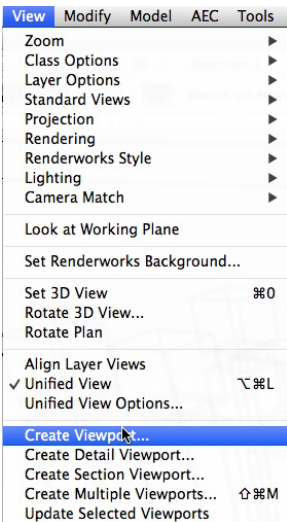 View Modify Model AEC Tools
Zoom
Class Options
Layer Options
Standard Views
Projection
Rendering
Renderworks Style
Lighting
Camera Match
Look at Working Plane
Set Renderworks Background...
Set 3D View ⌘0
Rotate 3D View...
Rotate Plan
Align Layer Views
✓ Unified View ⌥⌘L
Unified View Options...
Create Viewport...
Create Detail Viewport...
Create Section Viewport...
Create Multiple Viewports... ⇧⌘M
Update Selected Viewports